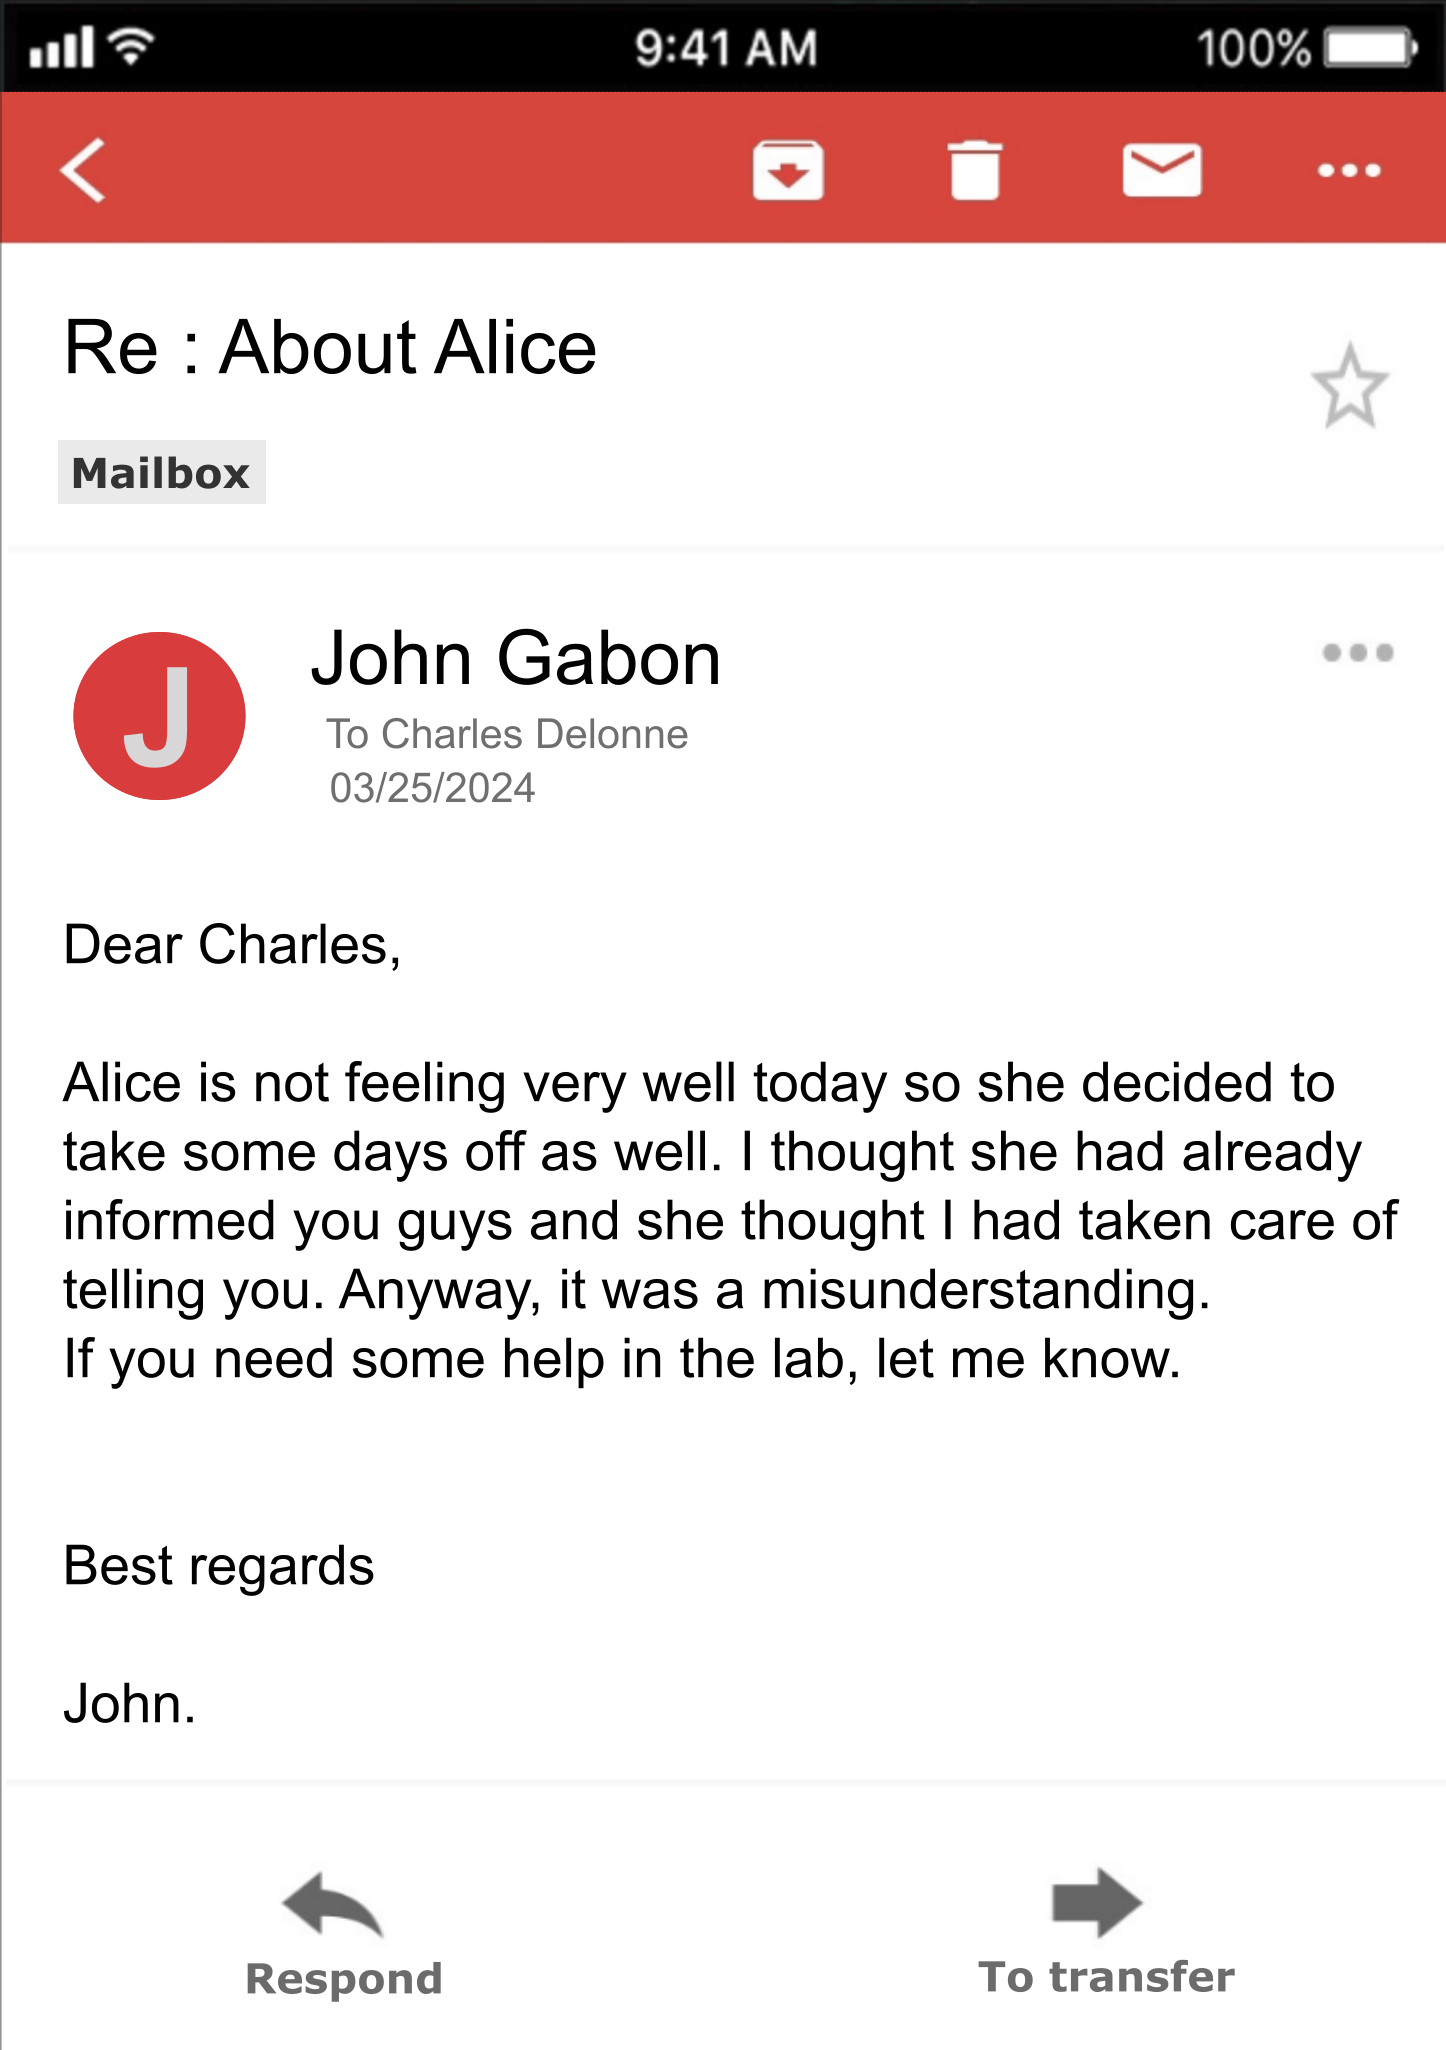 9:41 AM 100%
Re : About Alice
Mailbox
J
John Gabon
To Charles Delonne
03/25/2024
Dear Charles,
Alice is not feeling very well today so she decided to
take some days off as well. I thought she had already
informed you guys and she thought I had taken care of
telling you. Anyway, it was a misunderstanding.
If you need some help in the lab, let me know.
Best regards
John.
Respond To transfer